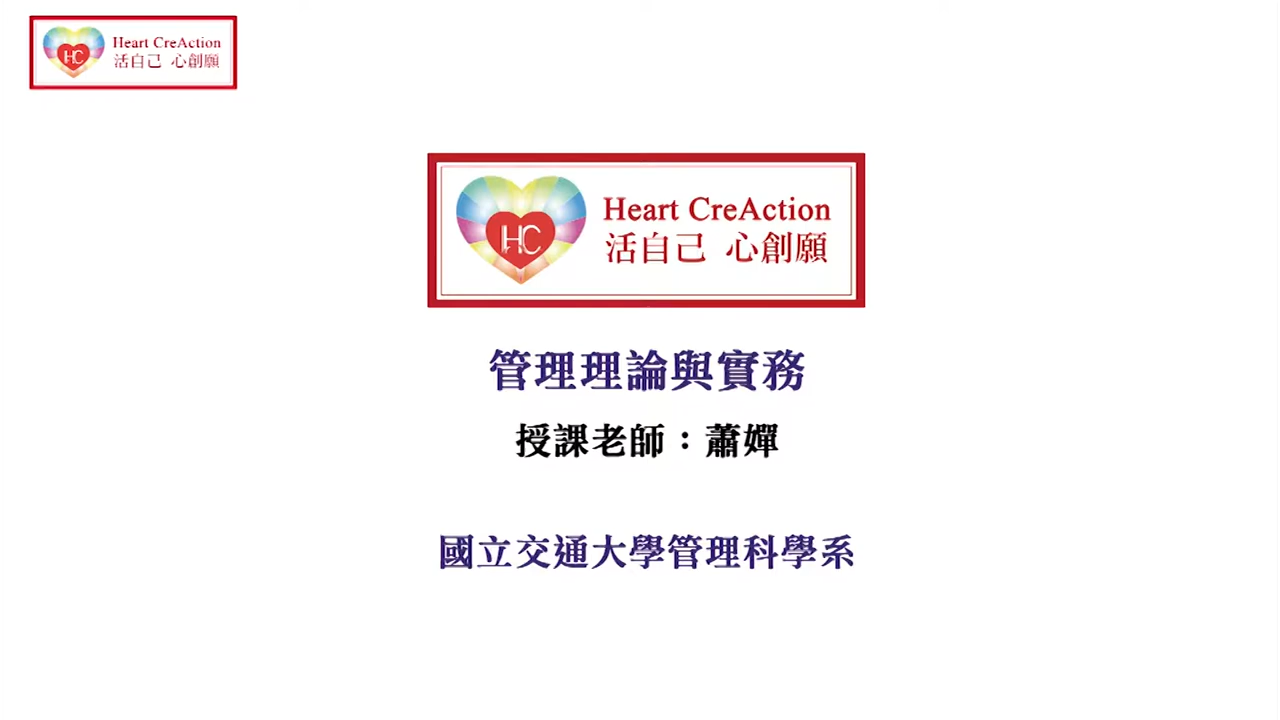 Heart CreAction
活自己 心創願
HC
Heart CreAction
活自己 心創願
HC
管理理論與實務
授課老師：蕭嬋
國立交通大學管理科學系